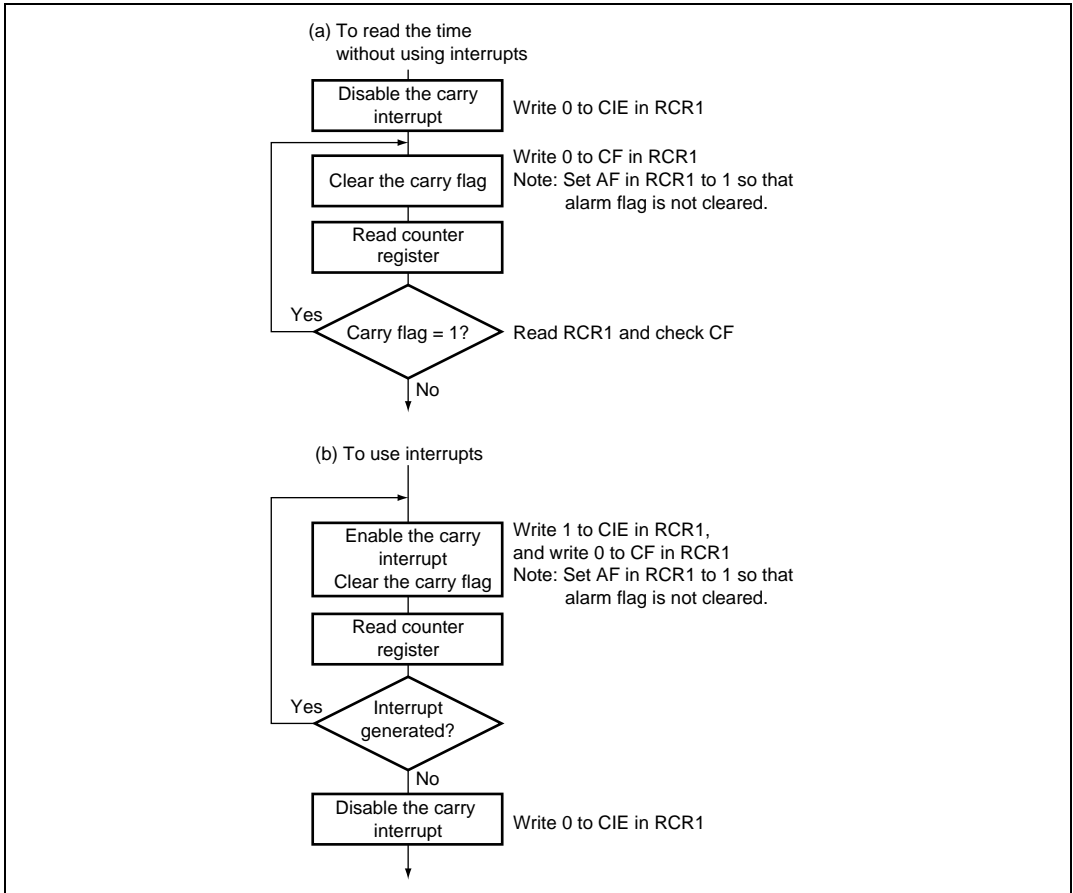 (a) To read the time
without using interrupts
Disable the carry
interrupt
Write 0 to CIE in RCR1
Clear the carry flag
Write 0 to CF in RCR1
Note: Set AF in RCR1 to 1 so that
alarm flag is not cleared.
Read counter
register
Yes
Carry flag = 1?
Read RCR1 and check CF
No
(b) To use interrupts
Enable the carry
interrupt
Clear the carry flag
Write 1 to CIE in RCR1,
and write 0 to CF in RCR1
Note: Set AF in RCR1 to 1 so that
alarm flag is not cleared.
Read counter
register
Yes
Interrupt
generated?
No
Disable the carry
interrupt
Write 0 to CIE in RCR1